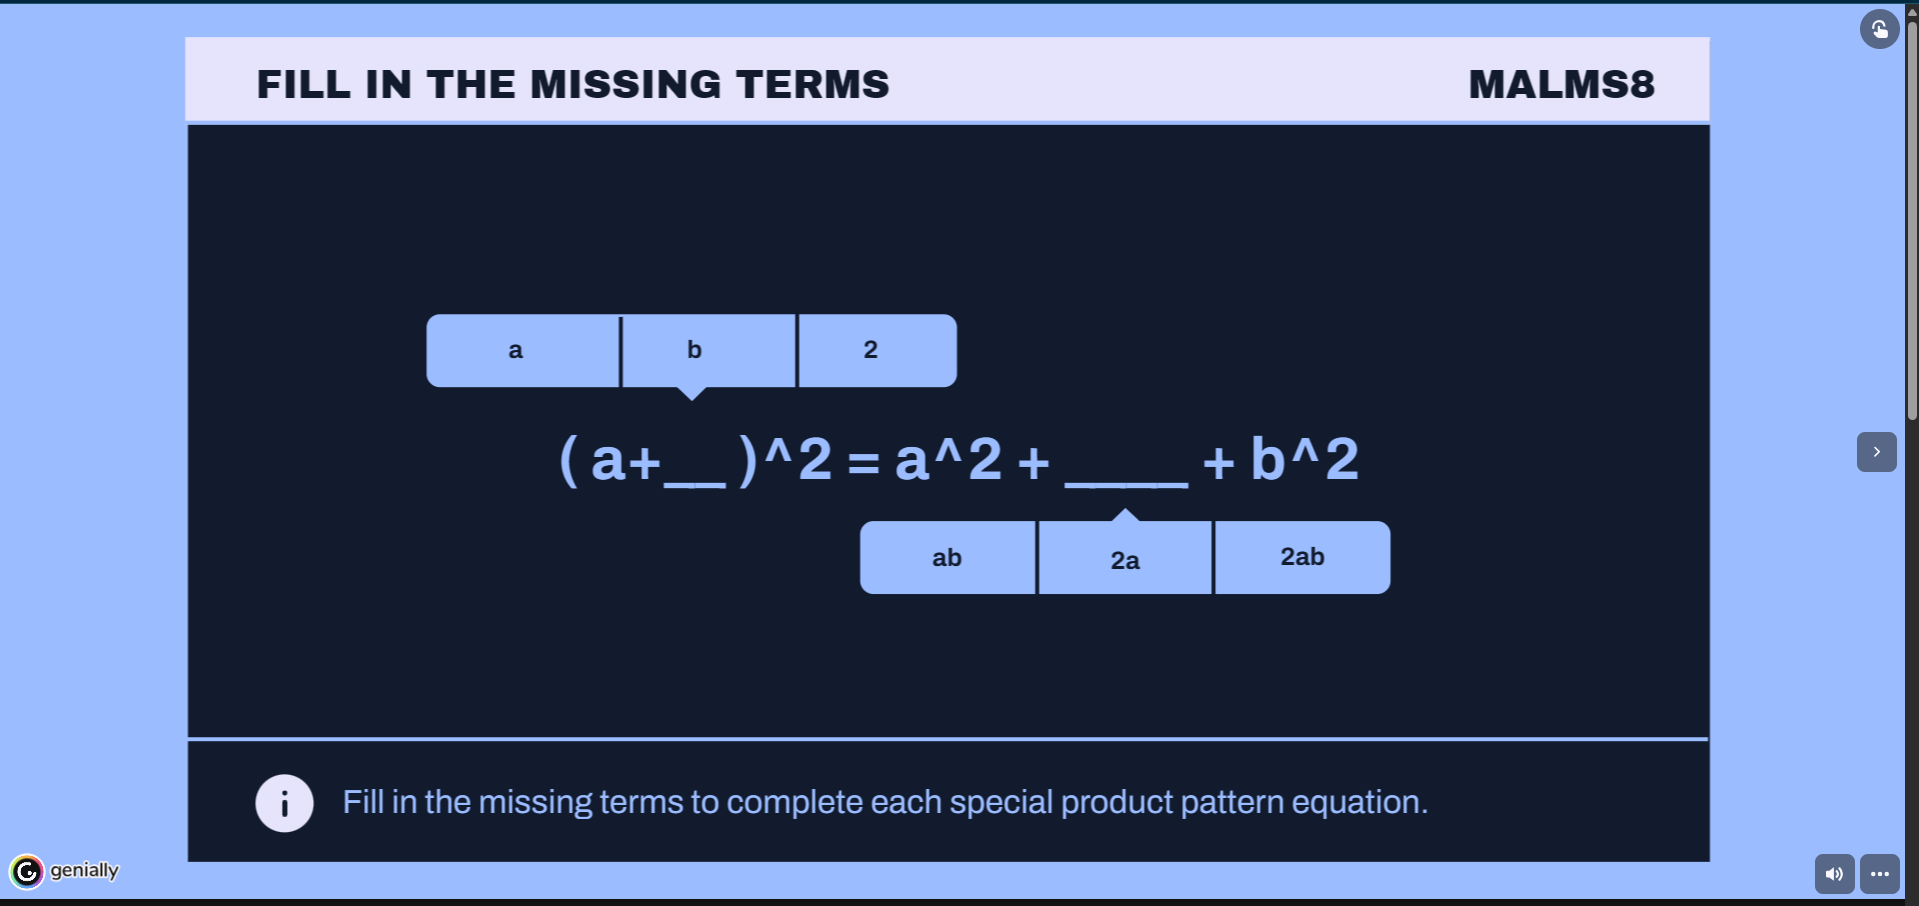 FILL IN THE MISSING TERMS MALMS8
a b 2
(a+__)^2 = a^2 + ____ + b^2
ab 2a 2ab
i Fill in the missing terms to complete each special product pattern equation.
genially